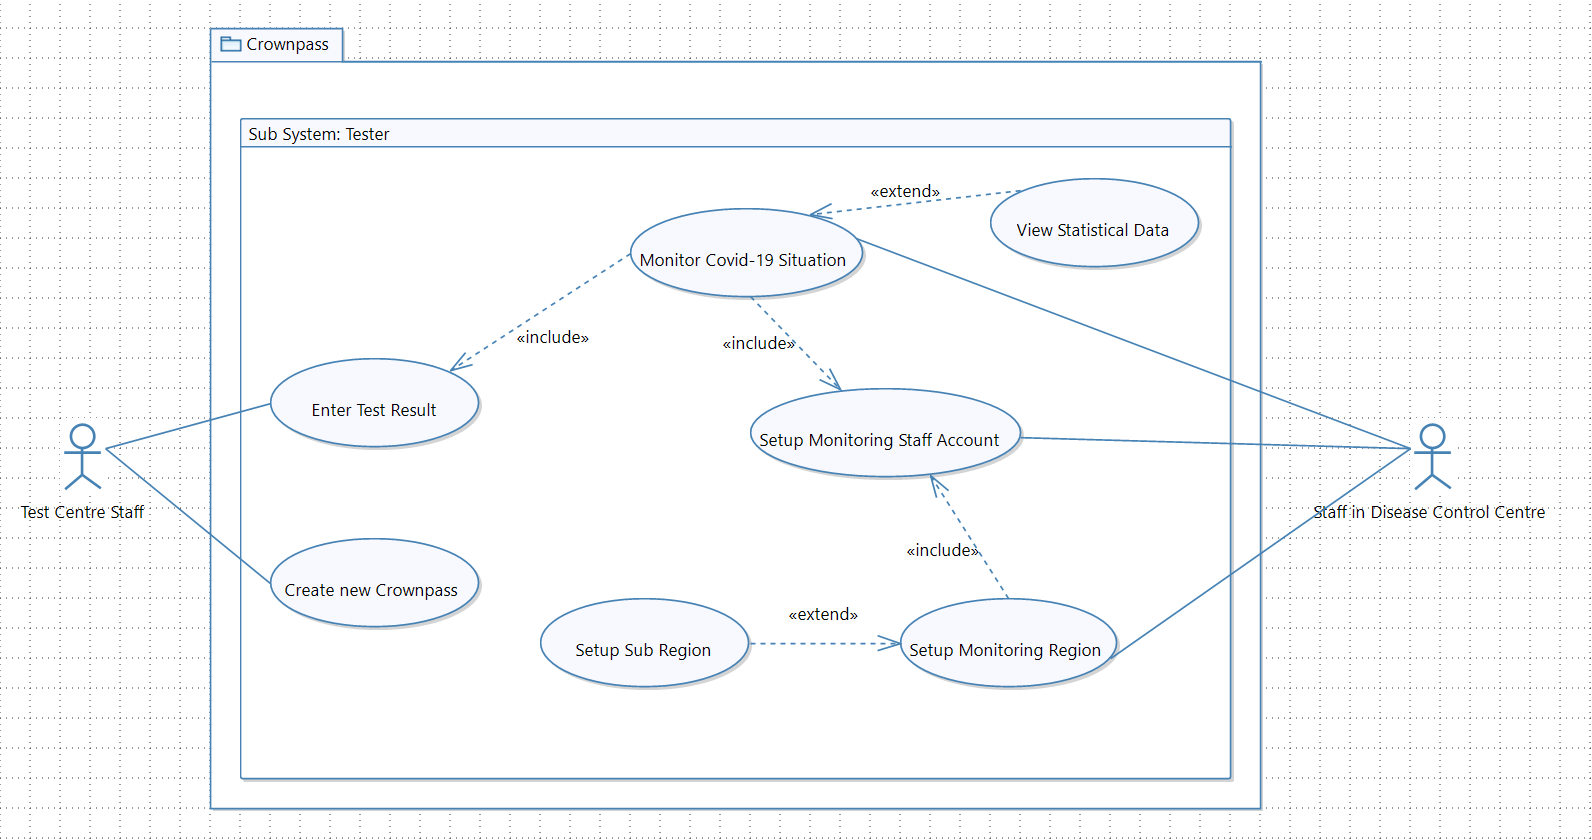 Crownpass
Sub System: Tester
«extend»
View Statistical Data
Monitor Covid-19 Situation
«include»
«include»
Enter Test Result
Setup Monitoring Staff Account
Test Centre Staff
Staff in Disease Control Centre
«include»
Create new Crownpass
«extend»
Setup Sub Region
Setup Monitoring Region